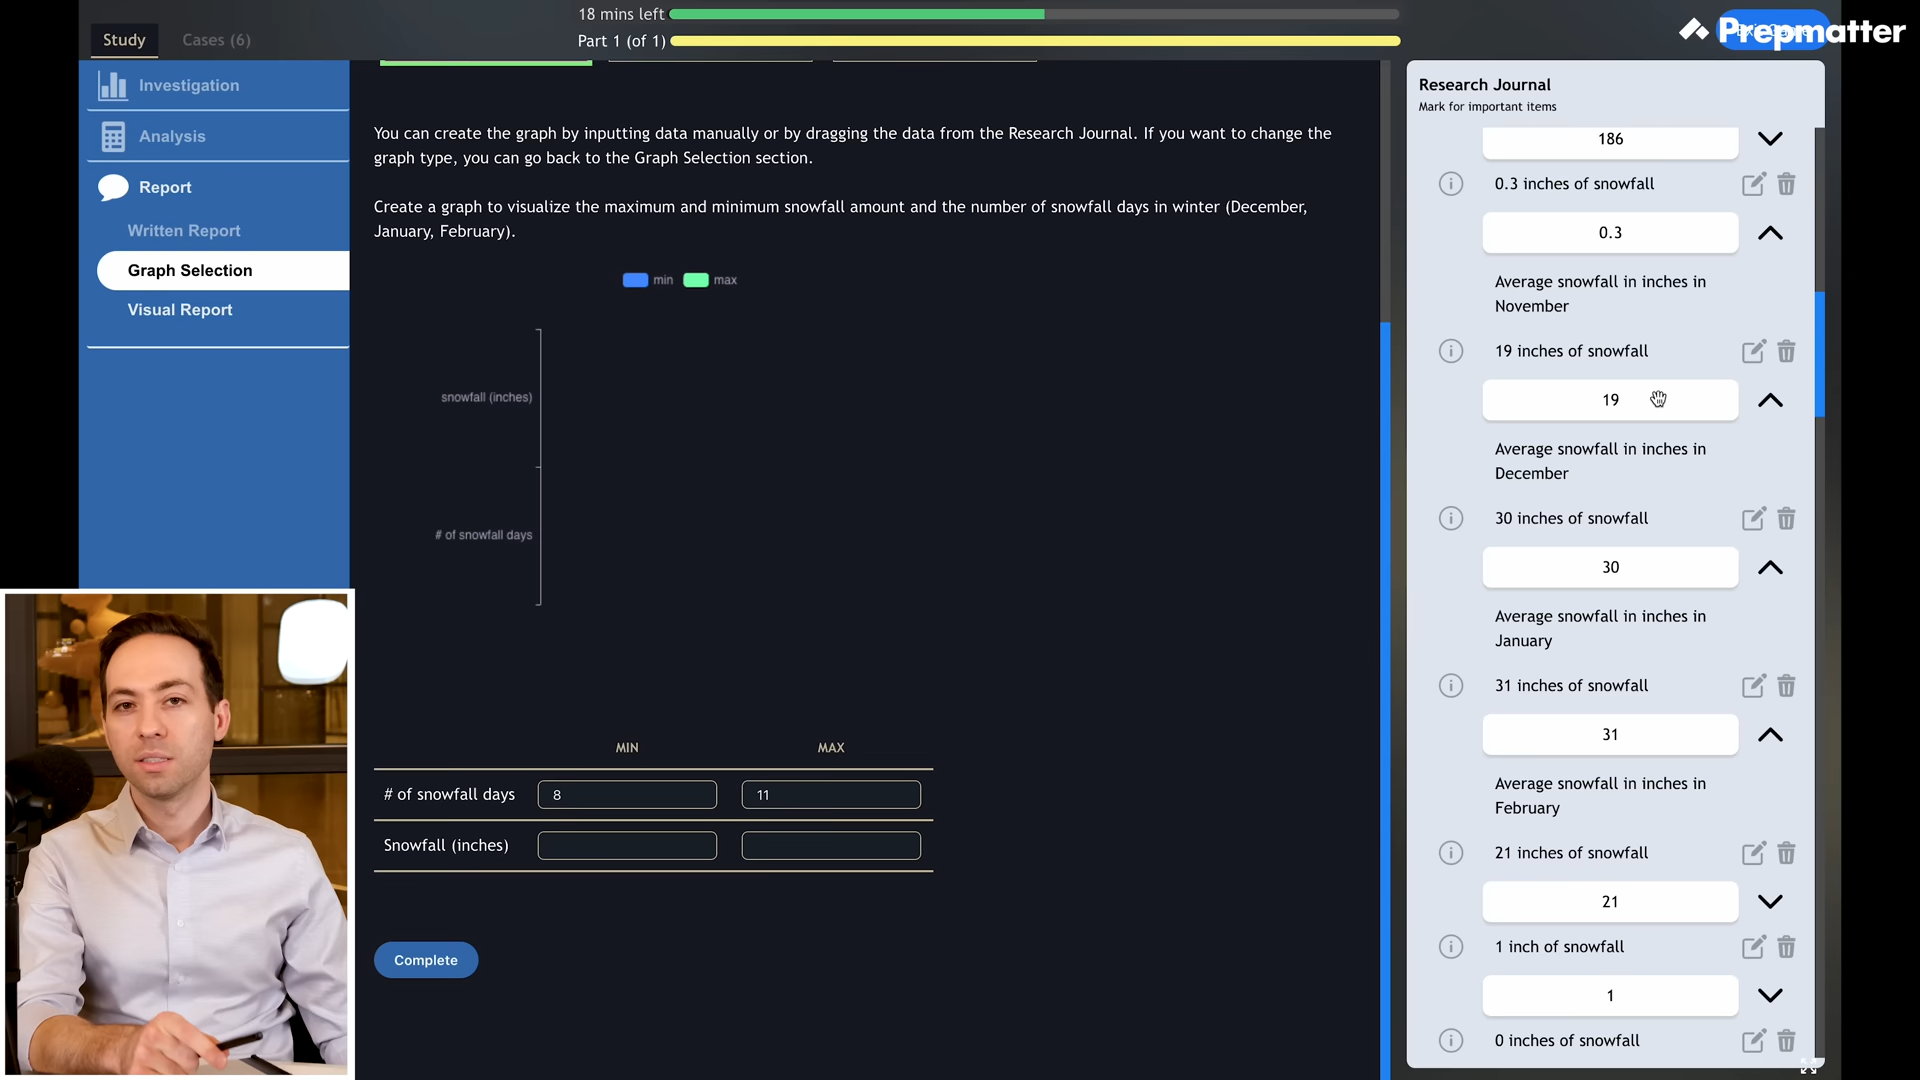 18 mins left
Part 1 (of 1)
Study
Cases (6)
Prepmatter
Investigation
Analysis
Report
Written Report
Graph Selection
Visual Report
You can create the graph by inputting data manually or by dragging the data from the Research Journal. If you want to change the
graph type, you can go back to the Graph Selection section.
Create a graph to visualize the maximum and minimum snowfall amount and the number of snowfall days in winter (December,
January, February).
min max
snowfall (inches)
# of snowfall days
MIN MAX
# of snowfall days 8 11
Snowfall (inches)
Complete
Research Journal
Mark for important items
186
0.3 inches of snowfall
0.3
Average snowfall in inches in
November
19 inches of snowfall
19
Average snowfall in inches in
December
30 inches of snowfall
30
Average snowfall in inches in
January
31 inches of snowfall
31
Average snowfall in inches in
February
21 inches of snowfall
21
1 inch of snowfall
1
0 inches of snowfall